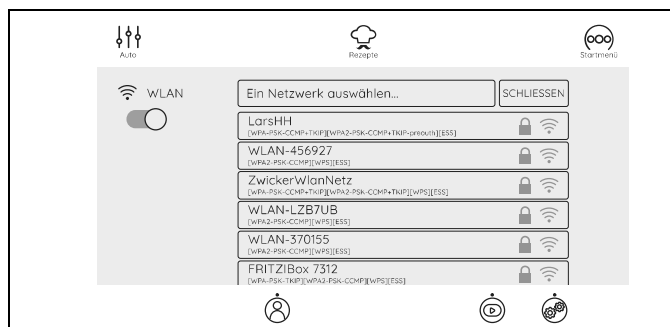 Auto
Rezepte
Startmenü
WLAN
Ein Netzwerk auswählen...
SCHLIESSEN
LarsHH
[WPA-PSK-CCMP+TKIP][WPA2-PSK-CCMP+TKIP-preauth][ESS]
WLAN-456927
[WPA2-PSK-CCMP][WPS][ESS]
ZwickerWlanNetz
[WPA-PSK-CCMP+TKIP][WPA2-PSK-CCMP+TKIP][WPS][ESS]
WLAN-LZB7UB
[WPA2-PSK-CCMP][WPS][ESS]
WLAN-370155
[WPA2-PSK-CCMP][WPS][ESS]
FRITZ!Box 7312
[WPA-PSK-TKIP][WPA2-PSK-CCMP][WPS][ESS]